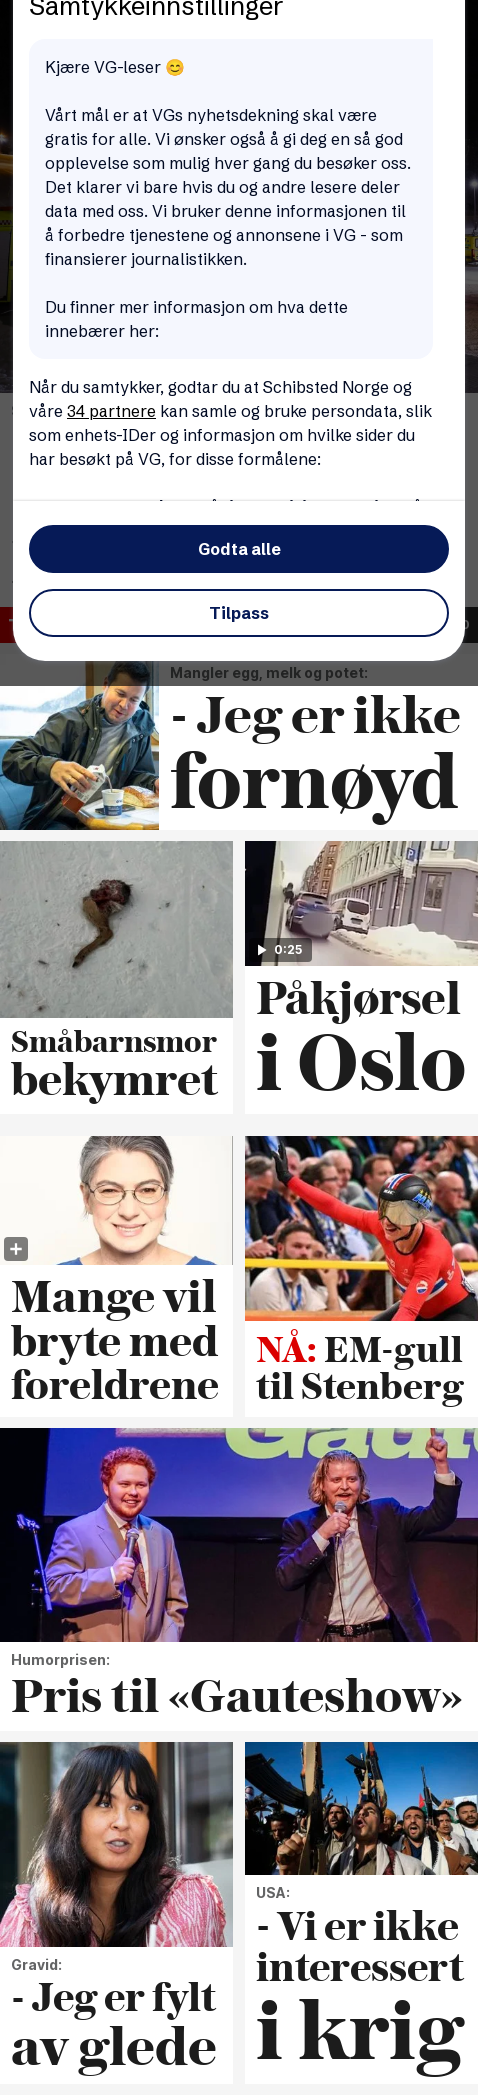 Samtykkeinnstillinger
Kjære VG-leser 😊
Vårt mål er at VGs nyhetsdekning skal være
gratis for alle. Vi ønsker også å gi deg en så god
opplevelse som mulig hver gang du besøker oss.
Det klarer vi bare hvis du og andre lesere deler
data med oss. Vi bruker denne informasjonen til
å forbedre tjenestene og annonsene i VG - som
finansierer journalistikken.
Du finner mer informasjon om hva dette
innebærer her:
Når du samtykker, godtar du at Schibsted Norge og
våre 34 partnere kan samle og bruke persondata, slik
som enhets-IDer og informasjon om hvilke sider du
har besøkt på VG, for disse formålene:
Godta alle
Tilpass
Mangler egg, melk og potet:
- Jeg er ikke
fornøyd
Småbarnsmor
bekymret
0:25
Påkjørsel
i Oslo
Mange vil
bryte med
foreldrene
NÅ: EM-gull
til Stenberg
Humorprisen:
Pris til «Gauteshow»
Gravid:
- Jeg er fylt
av glede
USA:
- Vi er ikke
interessert
i krig